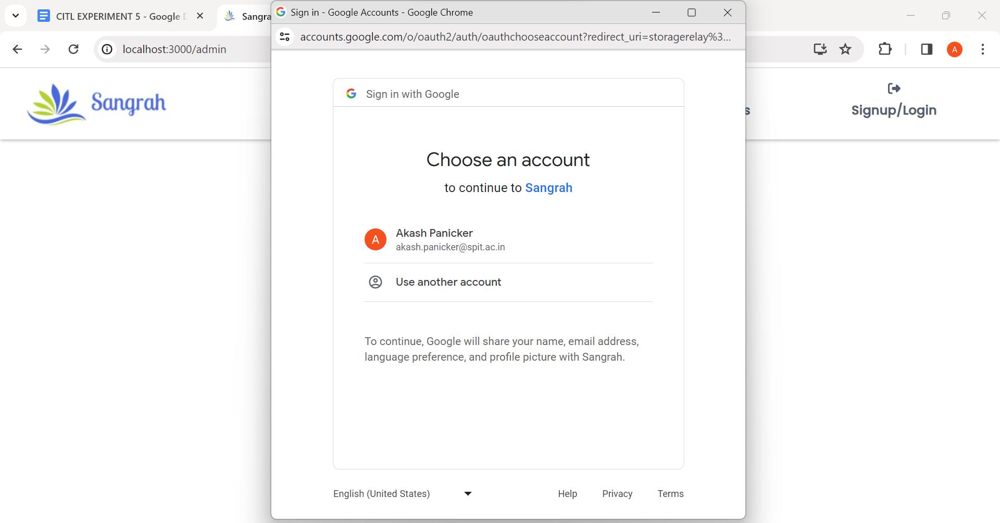 CITL EXPERIMENT 5 - Google
Sangra
Sign in - Google Accounts - Google Chrome
accounts.google.com/o/oauth2/auth/oauthchooseaccount?redirect_uri=storagerelay%3...
localhost:3000/admin
A
Sangrah
s
Signup/Login
Sign in with Google
Choose an account
to continue to Sangrah
A
Akash Panicker
akash.panicker@spit.ac.in
Use another account
To continue, Google will share your name, email address,
language preference, and profile picture with Sangrah.
English (United States)
Help
Privacy
Terms